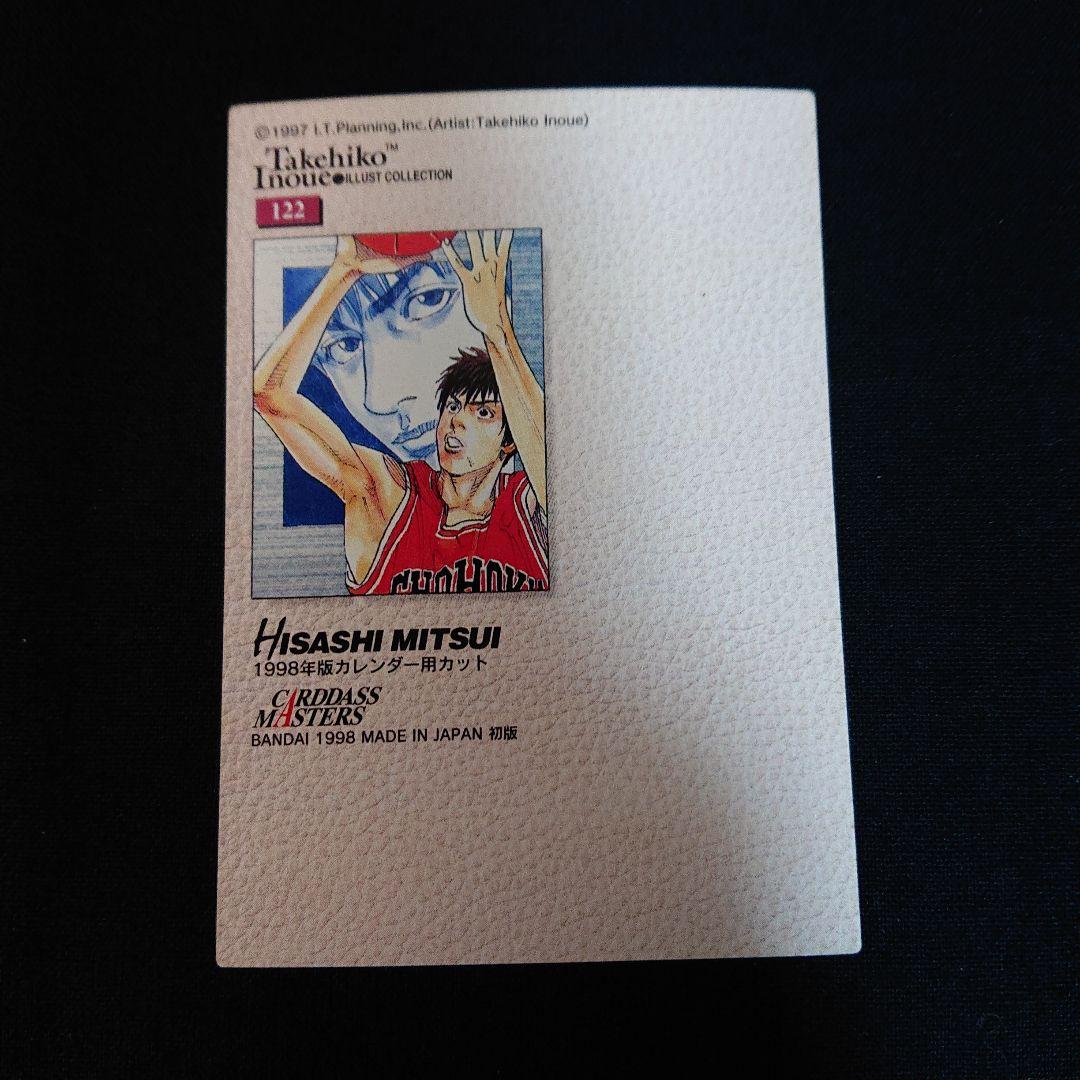 ©1997 I.T.Planning,Inc.(Artist:Takehiko Inoue)
Takehiko™
Inoue●ILLUST COLLECTION
122
SHOHOKU
HISASHI MITSUI
1998年版カレンダー用カット
CARDDASS
MASTERS
BANDAI 1998 MADE IN JAPAN 初版